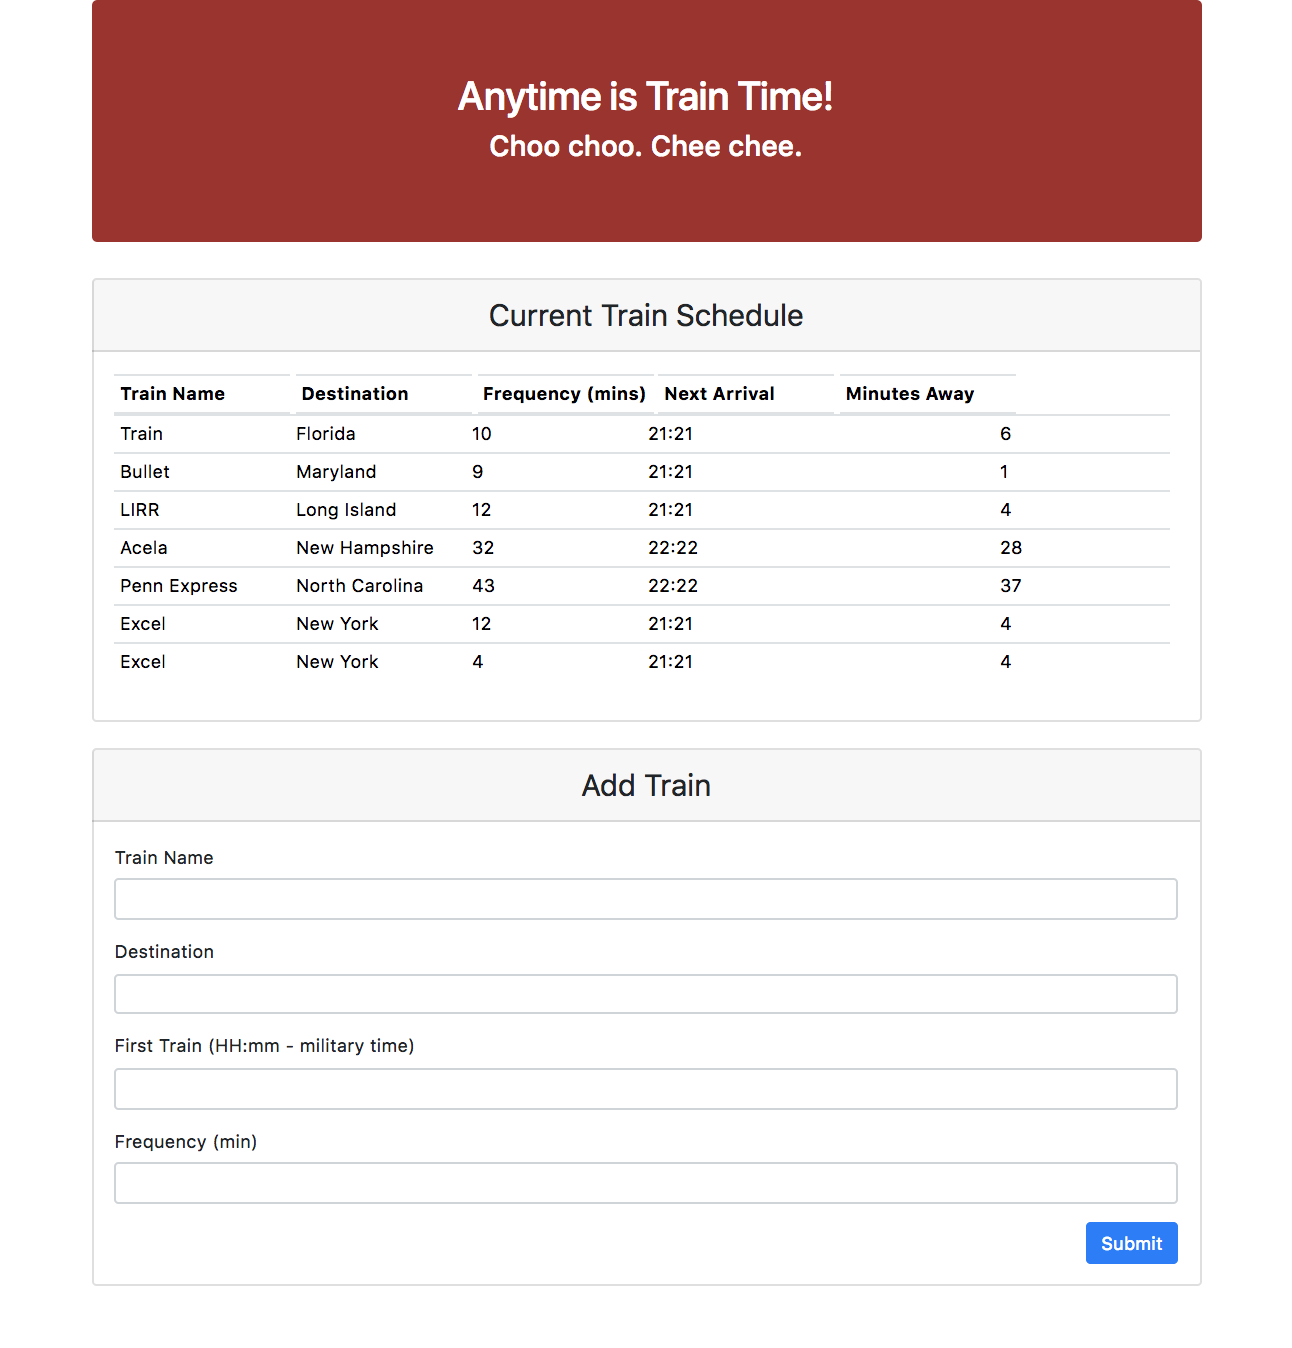 Anytime is Train Time!
Choo choo. Chee chee.
Current Train Schedule
Train Name Destination Frequency (mins) Next Arrival Minutes Away
Train Florida 10 21:21 6
Bullet Maryland 9 21:21 1
LIRR Long Island 12 21:21 4
Acela New Hampshire 32 22:22 28
Penn Express North Carolina 43 22:22 37
Excel New York 12 21:21 4
Excel New York 4 21:21 4
Add Train
Train Name
Destination
First Train (HH:mm - military time)
Frequency (min)
Submit